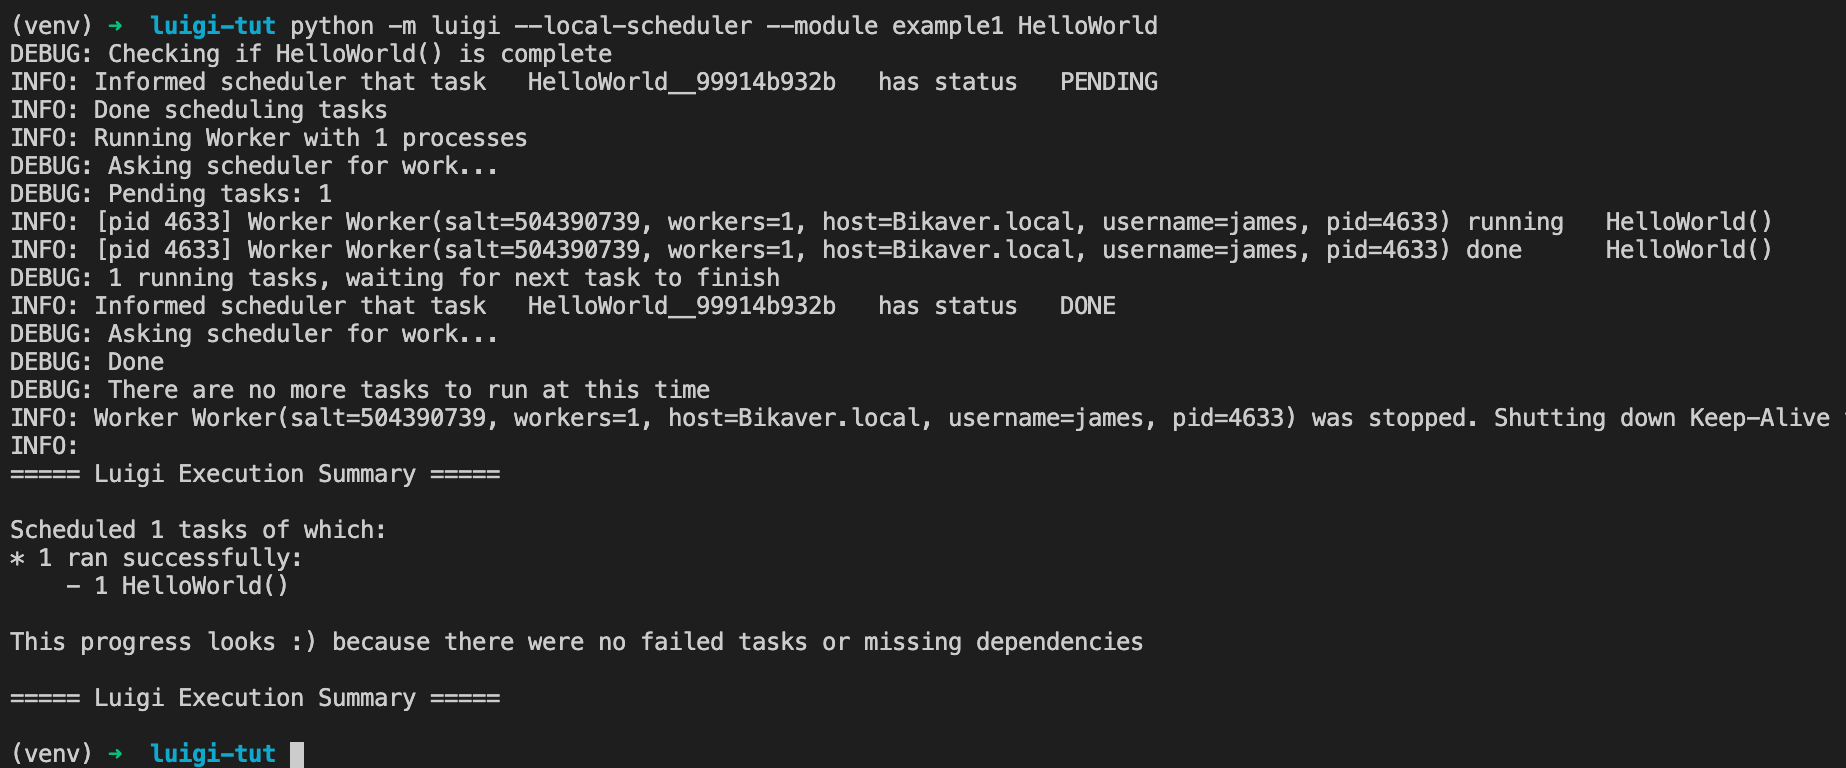 (venv) ➜  luigi-tut python -m luigi --local-scheduler --module example1 HelloWorld
DEBUG: Checking if HelloWorld() is complete
INFO: Informed scheduler that task   HelloWorld__99914b932b   has status   PENDING
INFO: Done scheduling tasks
INFO: Running Worker with 1 processes
DEBUG: Asking scheduler for work...
DEBUG: Pending tasks: 1
INFO: [pid 4633] Worker Worker(salt=504390739, workers=1, host=Bikaver.local, username=james, pid=4633) running   HelloWorld()
INFO: [pid 4633] Worker Worker(salt=504390739, workers=1, host=Bikaver.local, username=james, pid=4633) done      HelloWorld()
DEBUG: 1 running tasks, waiting for next task to finish
INFO: Informed scheduler that task   HelloWorld__99914b932b   has status   DONE
DEBUG: Asking scheduler for work...
DEBUG: Done
DEBUG: There are no more tasks to run at this time
INFO: Worker Worker(salt=504390739, workers=1, host=Bikaver.local, username=james, pid=4633) was stopped. Shutting down Keep-Alive
INFO:
===== Luigi Execution Summary =====

Scheduled 1 tasks of which:
* 1 ran successfully:
    - 1 HelloWorld()

This progress looks :) because there were no failed tasks or missing dependencies

===== Luigi Execution Summary =====

(venv) ➜  luigi-tut